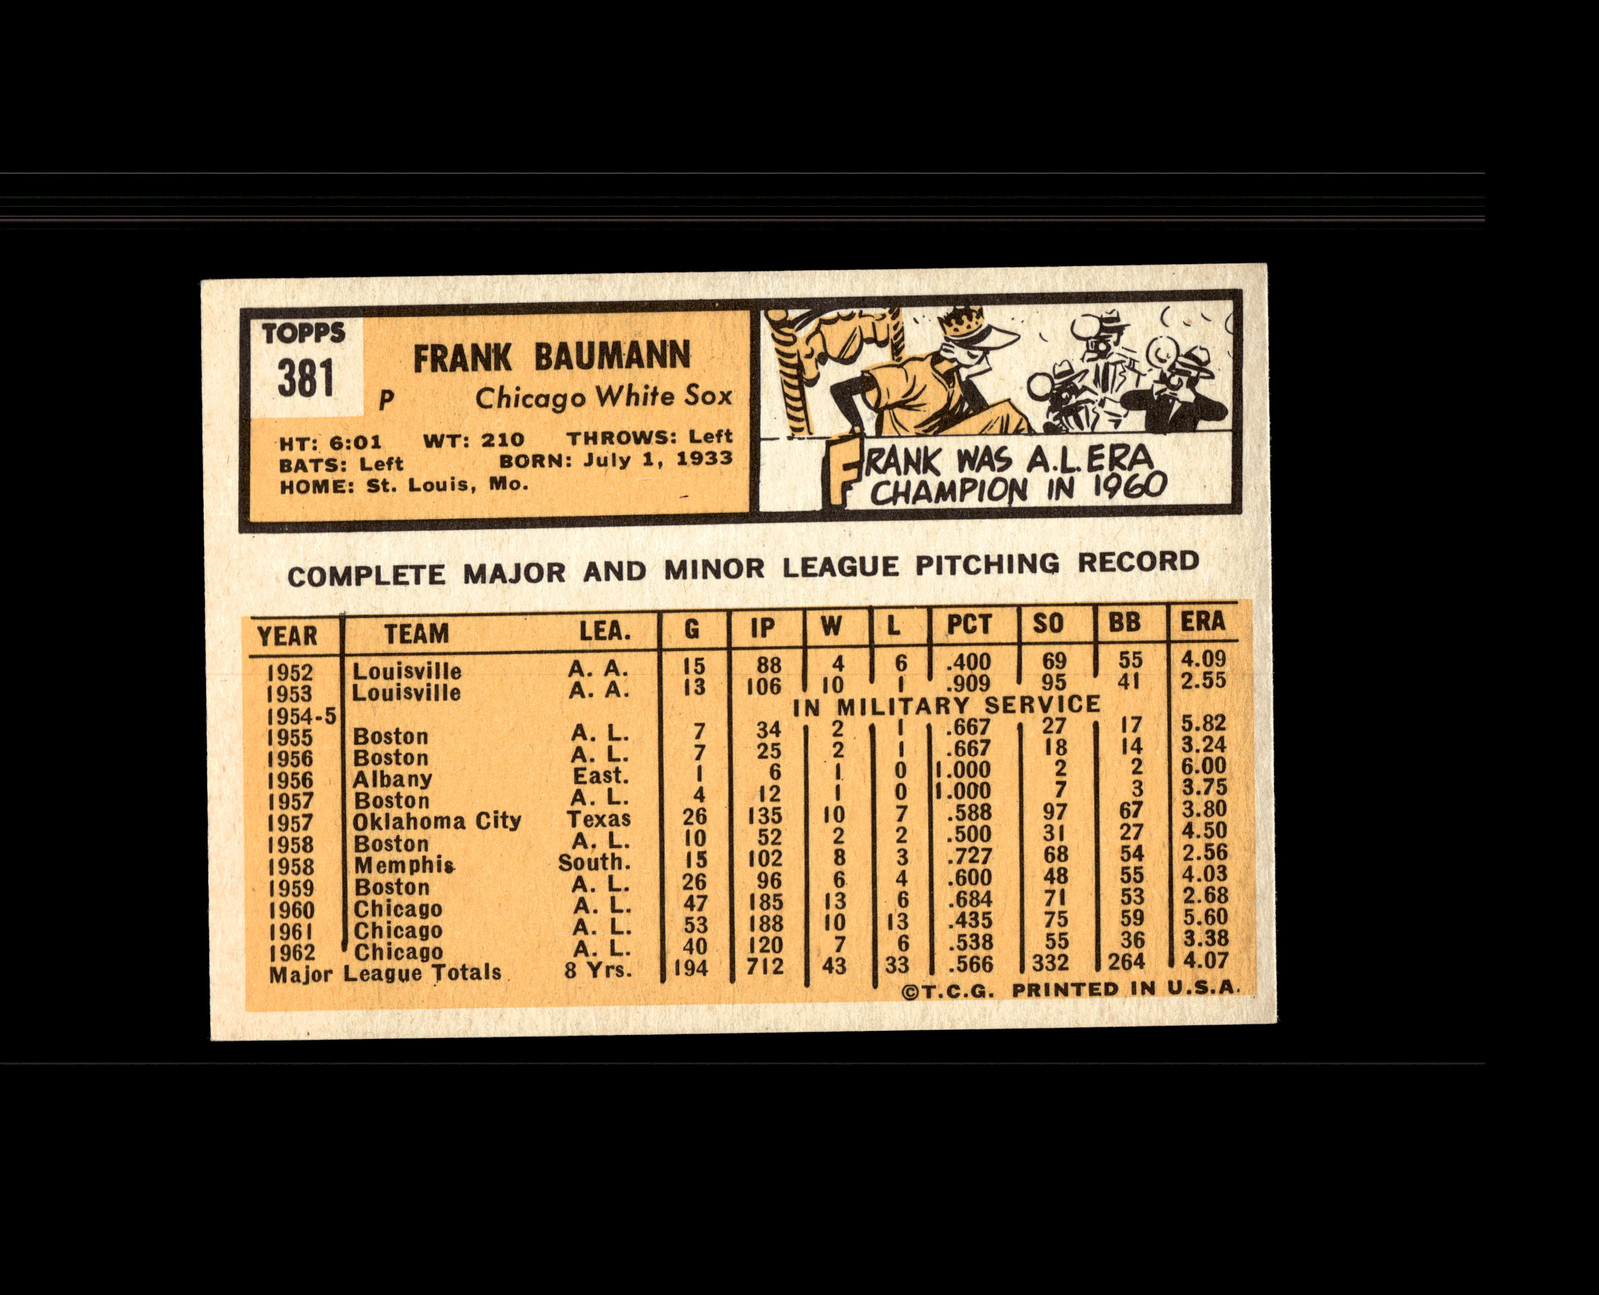 TOPPS
381
FRANK BAUMANN
P Chicago White Sox
HT: 6:01 WT: 210 THROWS: Left
BATS: Left BORN: July 1, 1933
HOME: St. Louis, Mo.
FRANK WAS A.L. ERA
CHAMPION IN 1960
COMPLETE MAJOR AND MINOR LEAGUE PITCHING RECORD
YEAR TEAM LEA. G IP W L PCT SO BB ERA
1952 Louisville A. A. 15 88 4 6 .400 69 55 4.09
1953 Louisville A. A. 13 106 10 1 .909 95 41 2.55
1954-5 IN MILITARY SERVICE
1955 Boston A. L. 7 34 2 1 .667 27 17 5.82
1956 Boston A. L. 7 25 2 1 .667 18 14 3.24
1956 Albany East. 1 6 1 0 1.000 2 2 6.00
1957 Boston A. L. 4 12 1 0 1.000 7 3 3.75
1957 Oklahoma City Texas 26 135 10 7 .588 97 67 3.80
1958 Boston A. L. 10 52 2 2 .500 31 27 4.50
1958 Memphis South. 15 102 8 3 .727 68 54 2.56
1959 Boston A. L. 26 96 6 4 .600 48 55 4.03
1960 Chicago A. L. 47 185 13 6 .684 71 53 2.68
1961 Chicago A. L. 53 188 10 13 .435 75 59 5.60
1962 Chicago A. L. 40 120 7 6 .538 55 36 3.38
Major League Totals 8 Yrs. 194 712 43 33 .566 332 264 4.07
©T.C.G. PRINTED IN U.S.A.